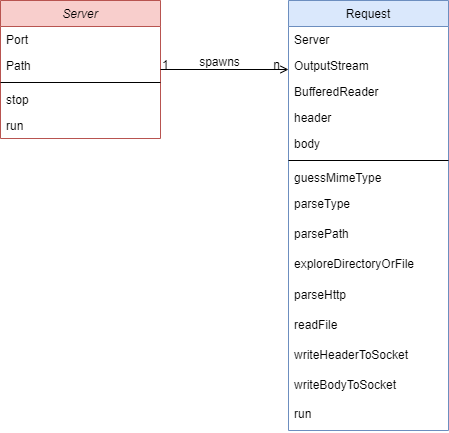 Server
Port
Path
stop
run
1
spawns
n
Request
Server
OutputStream
BufferedReader
header
body
guessMimeType
parseType
parsePath
exploreDirectoryOrFile
parseHttp
readFile
writeHeaderToSocket
writeBodyToSocket
run